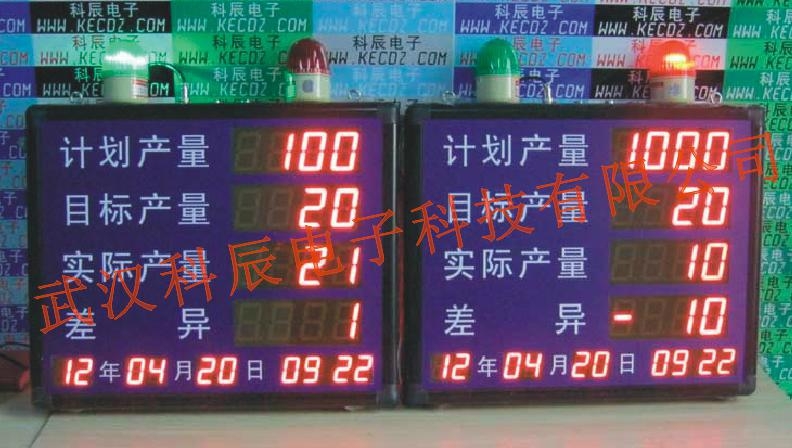 科辰电子
WWW.KECDZ.COM
计划产量 100
目标产量 20
实际产量 21
差异 1
12年04月20日 09 22
计划产量 1000
目标产量 20
实际产量 10
差异 - 10
12年04月20日 09 22
武汉科辰电子科技有限公司